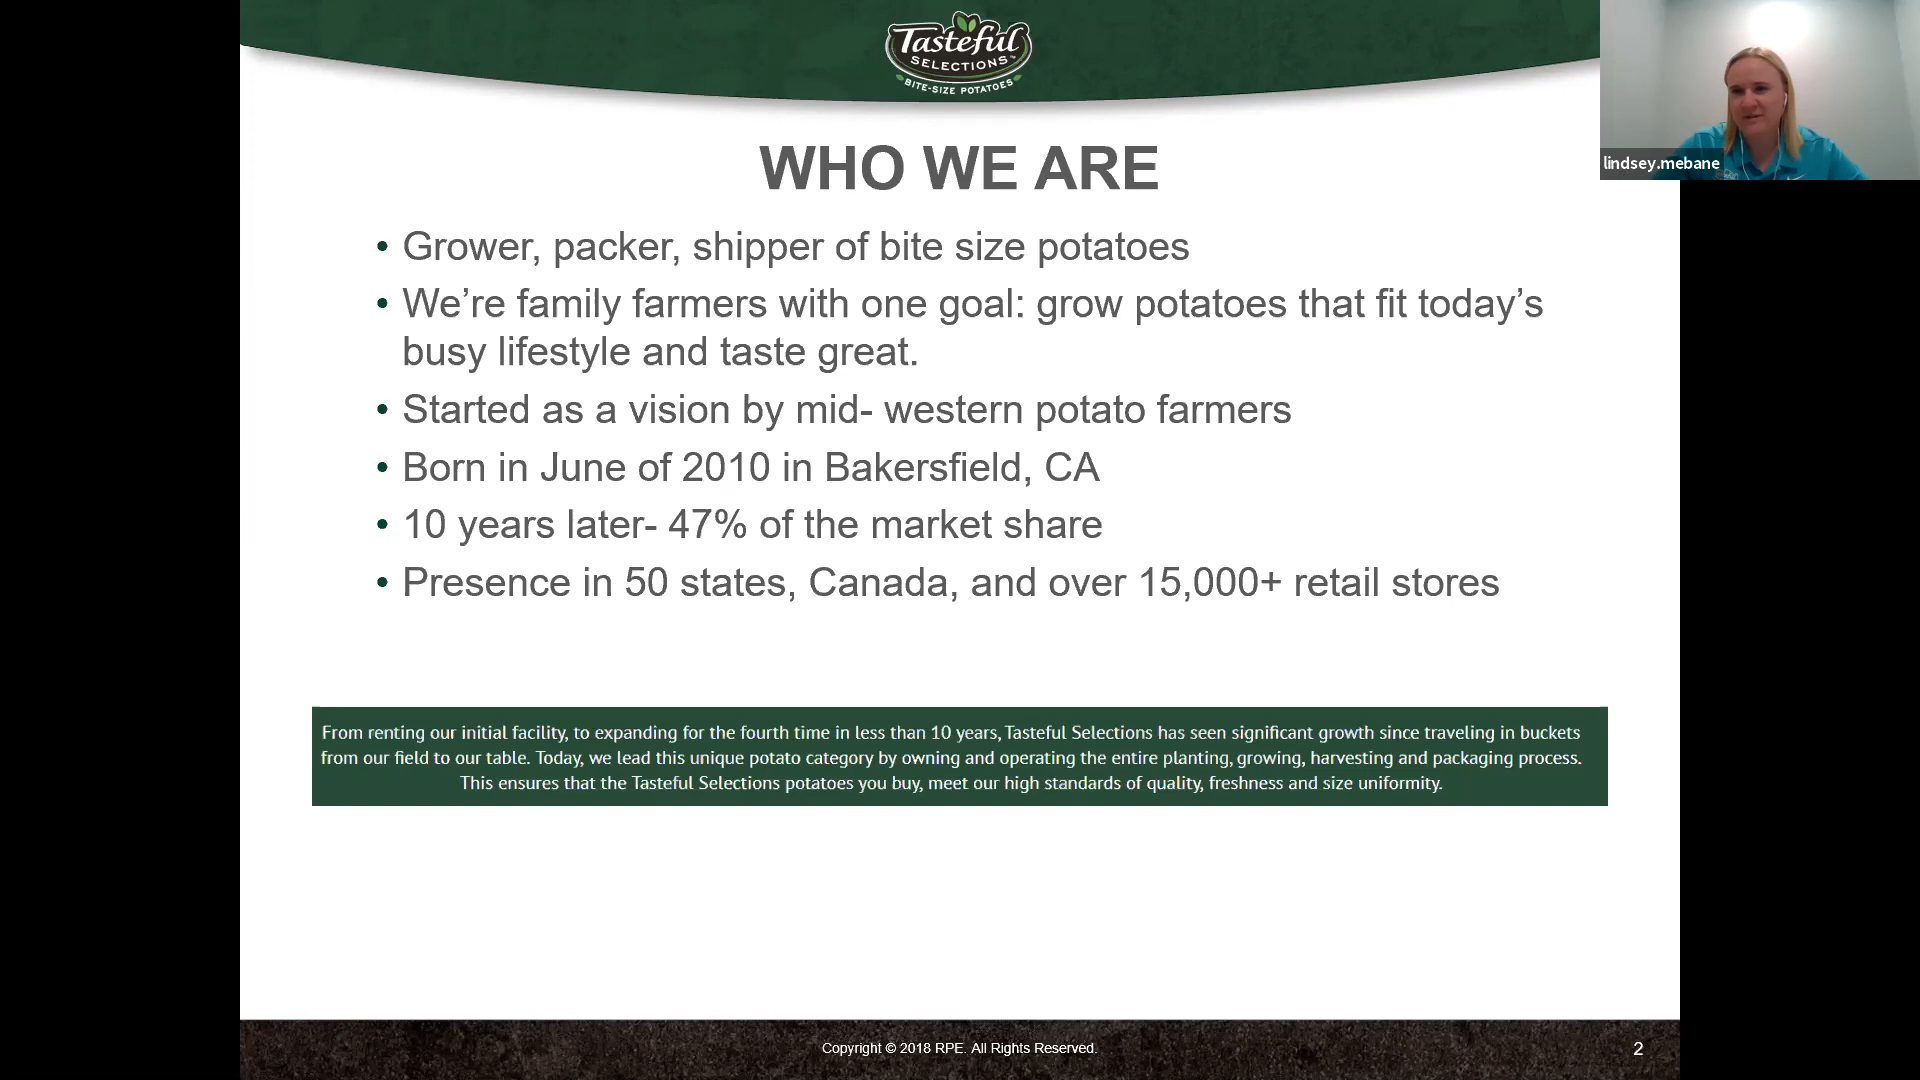 Tasteful
SELECTIONS™
BITE-SIZE POTATOES
lindsey.mebane
WHO WE ARE
• Grower, packer, shipper of bite size potatoes
• We’re family farmers with one goal: grow potatoes that fit today’s
busy lifestyle and taste great.
• Started as a vision by mid- western potato farmers
• Born in June of 2010 in Bakersfield, CA
• 10 years later- 47% of the market share
• Presence in 50 states, Canada, and over 15,000+ retail stores
From renting our initial facility, to expanding for the fourth time in less than 10 years, Tasteful Selections has seen significant growth since traveling in buckets
from our field to our table. Today, we lead this unique potato category by owning and operating the entire planting, growing, harvesting and packaging process.
This ensures that the Tasteful Selections potatoes you buy, meet our high standards of quality, freshness and size uniformity.
Copyright © 2018 RPE. All Rights Reserved.
2